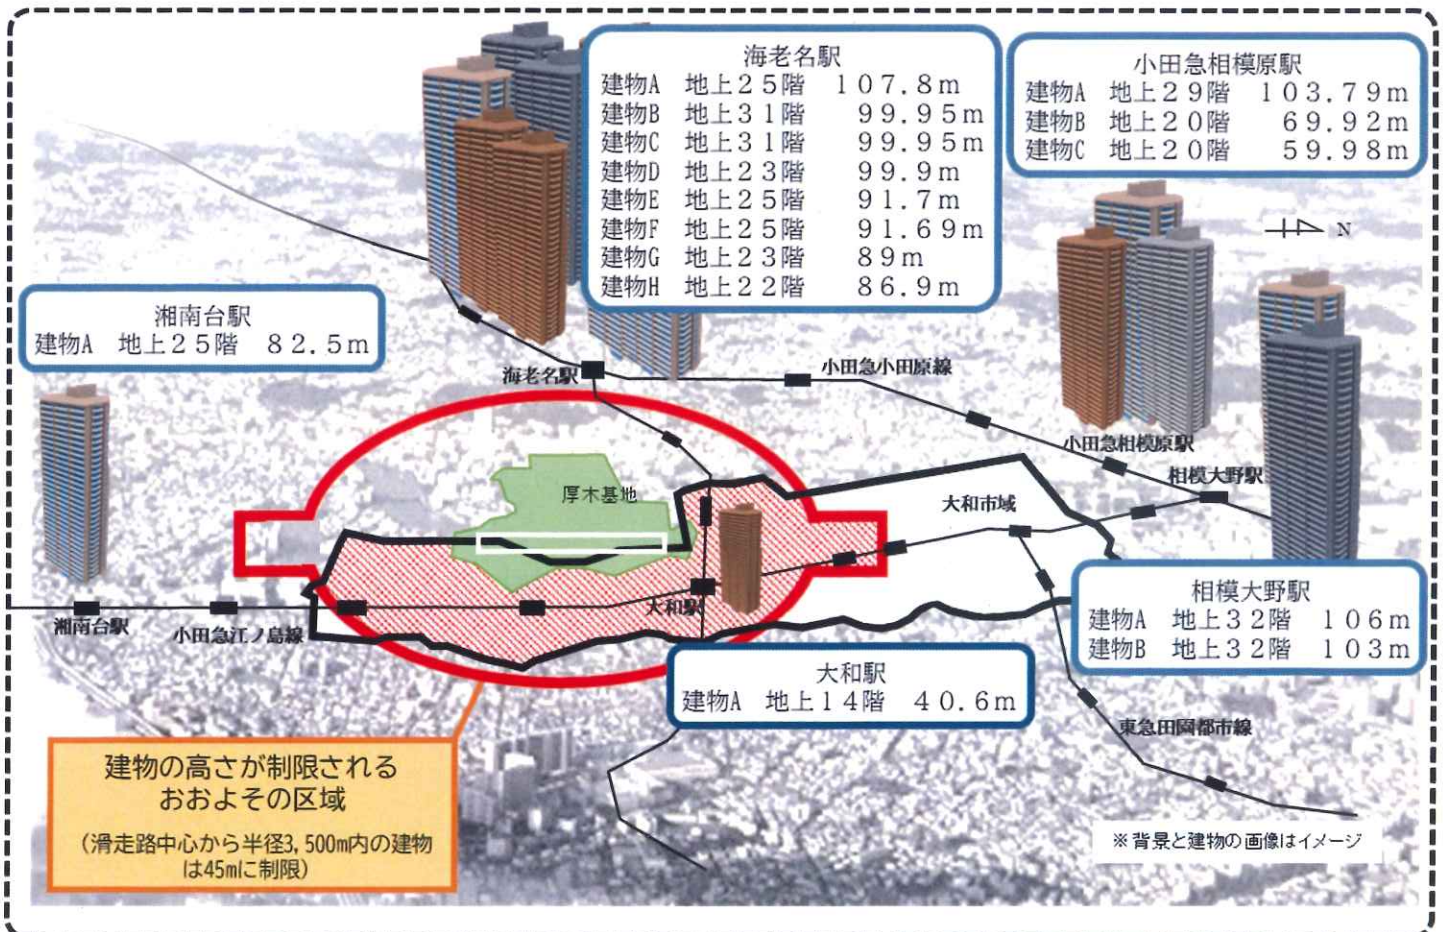 海老名駅
建物A 地上25階 107.8m
建物B 地上31階 99.95m
建物C 地上31階 99.95m
建物D 地上23階 99.9m
建物E 地上25階 91.7m
建物F 地上25階 91.69m
建物G 地上23階 89m
建物H 地上22階 86.9m
小田急相模原駅
建物A 地上29階 103.79m
建物B 地上20階 69.92m
建物C 地上20階 59.98m
N
湘南台駅
建物A 地上25階 82.5m
海老名駅
小田急小田原線
小田急相模原駅
相模大野駅
厚木基地
大和市域
大和駅
湘南台駅
小田急江ノ島線
相模大野駅
建物A 地上32階 106m
建物B 地上32階 103m
大和駅
建物A 地上14階 40.6m
東急田園都市線
建物の高さが制限される
おおよその区域
(滑走路中心から半径3,500m内の建物
は45mに制限)
※背景と建物の画像はイメージ